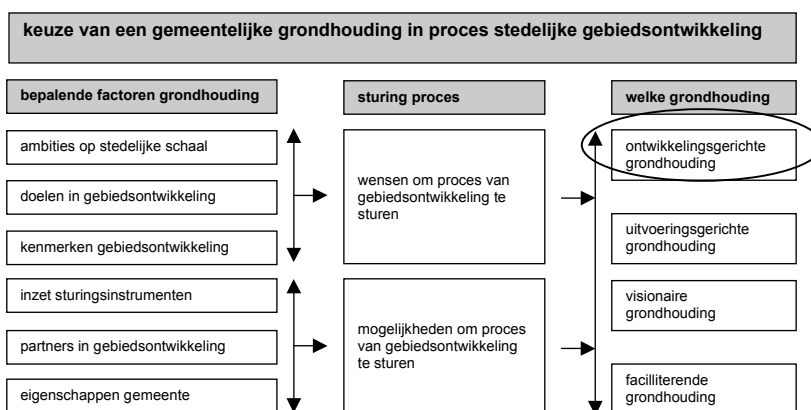 keuze van een gemeentelijke grondhouding in proces stedelijke gebiedsontwikkeling
bepalende factoren grondhouding
ambities op stedelijke schaal
doelen in gebiedsontwikkeling
kenmerken gebiedsontwikkeling
inzet sturingsinstrumenten
partners in gebiedsontwikkeling
eigenschappen gemeente
sturing proces
wensen om proces van
gebiedsontwikkeling te
sturen
mogelijkheden om proces
van gebiedsontwikkeling
te sturen
welke grondhouding
ontwikkelingsgerichte
grondhouding
uitvoeringsgerichte
grondhouding
visionaire
grondhouding
facilliterende
grondhouding